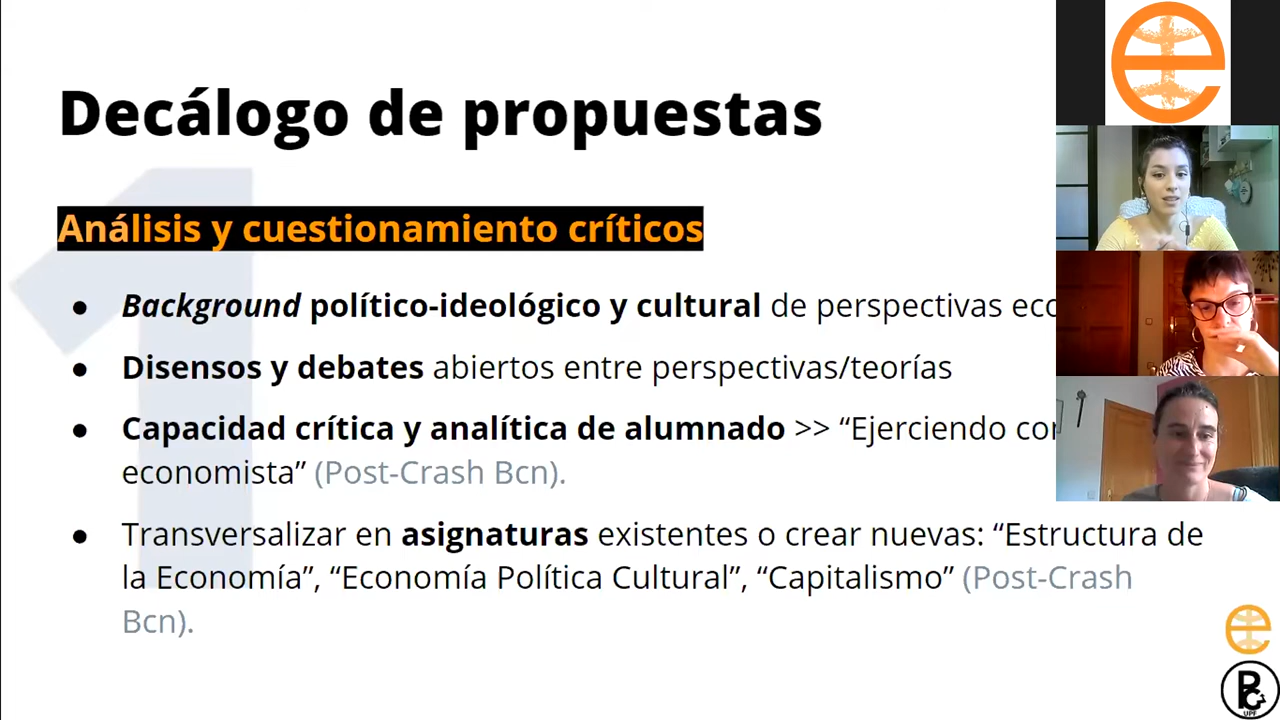 Decálogo de propuestas
Análisis y cuestionamiento críticos
● Background político-ideológico y cultural de perspectivas
● Disensos y debates abiertos entre perspectivas/teorías
● Capacidad crítica y analítica de alumnado >> “Ejerciendo
economista” (Post-Crash Bcn).
● Transversalizar en asignaturas existentes o crear nuevas: “Estructura de
la Economía”, “Economía Política Cultural”, “Capitalismo” (Post-Crash
Bcn).
UPF